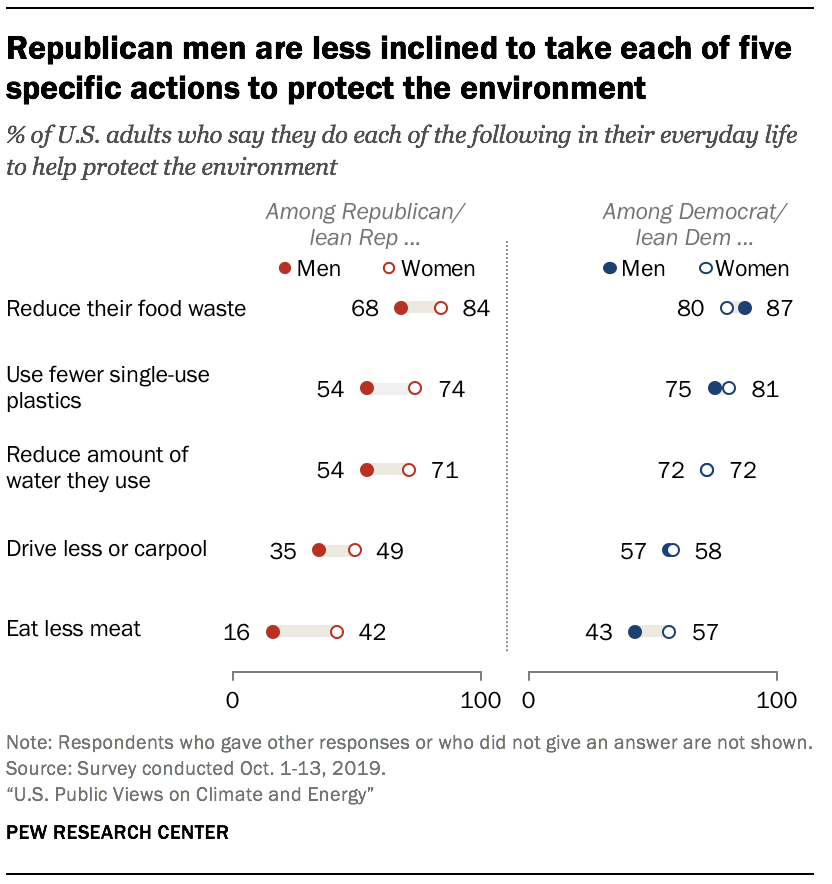 Republican men are less inclined to take each of five
specific actions to protect the environment
% of U.S. adults who say they do each of the following in their everyday life
to help protect the environment
Among Republican/
lean Rep ...
Among Democrat/
lean Dem ...
Men Women
Men Women
Reduce their food waste 68 84 80 87
Use fewer single-use
plastics
54 74 75 81
Reduce amount of
water they use
54 71 72 72
Drive less or carpool 35 49 57 58
Eat less meat 16 42 43 57
0 100 0 100
Note: Respondents who gave other responses or who did not give an answer are not shown.
Source: Survey conducted Oct. 1-13, 2019.
“U.S. Public Views on Climate and Energy”
PEW RESEARCH CENTER